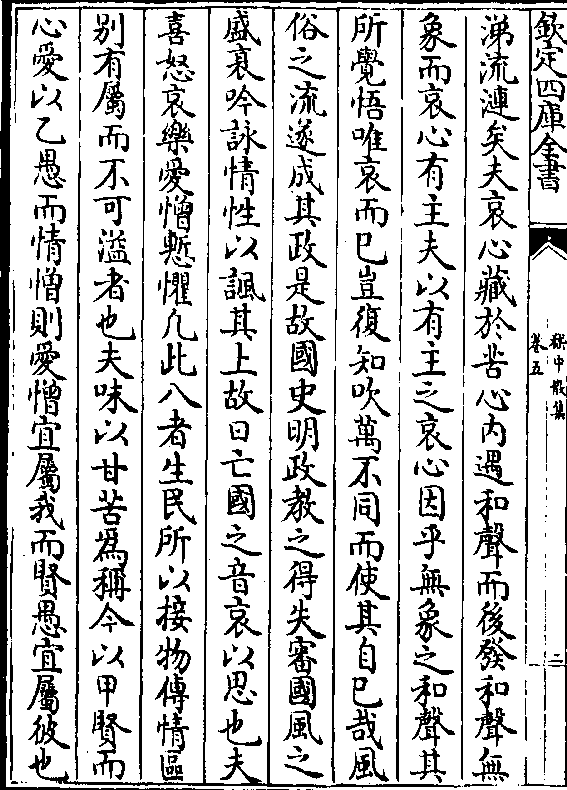 欽定四庫全書
嵇中散集
卷五
二
涕流漣矣夫哀心藏於苦心內遇和聲而後發和聲無
象而哀心有主夫以有主之哀心因乎無象之和聲其
所覺悟唯哀而已豈復知吹萬不同而使其自已哉風
俗之流遂成其政是故國史明政教之得失審國風之
盛衰吟詠情性以諷其上故曰亡國之音哀以思也夫
喜怒哀樂愛憎慙懼凡此八者生民所以接物傳情區
别有屬而不可溢者也夫味以甘苦為稱今以甲賢而
心愛以乙愚而情憎則愛憎宜屬我而賢愚宜屬彼也